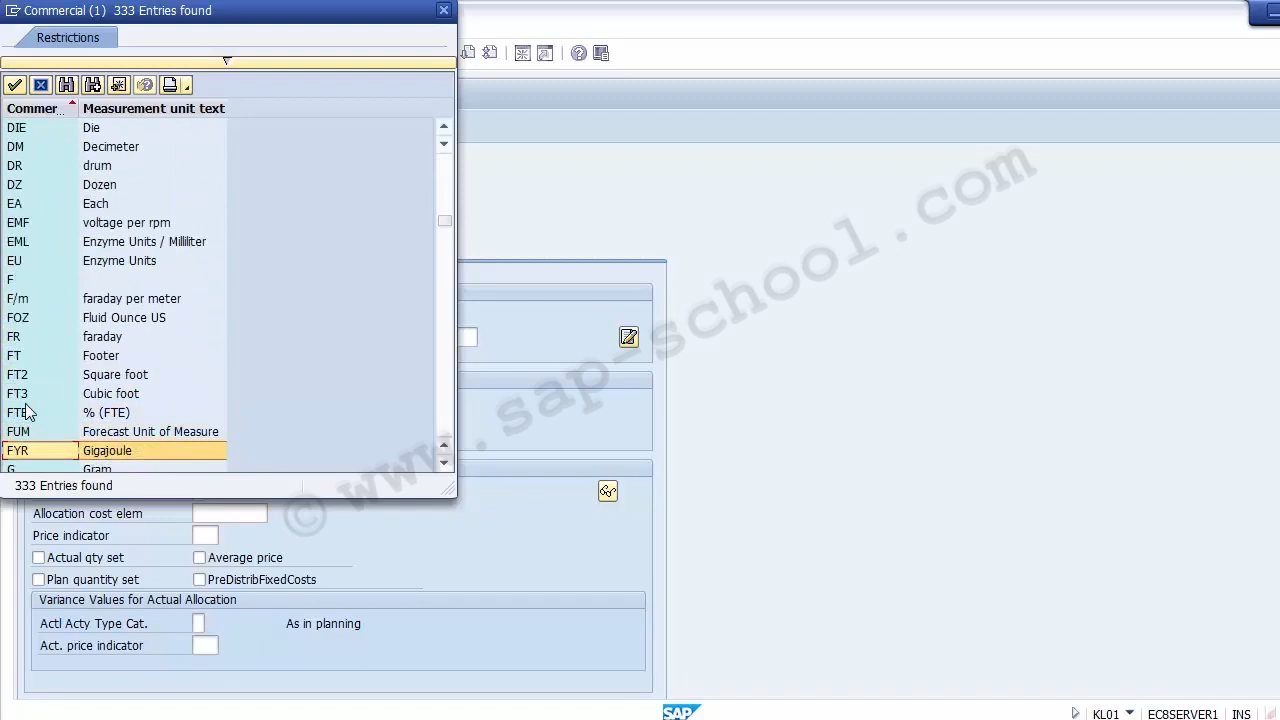 Commercial (1) 333 Entries found
Restrictions
Commer... Measurement unit text
DIE Die
DM Decimeter
DR drum
DZ Dozen
EA Each
EMF voltage per rpm
EML Enzyme Units / Milliliter
EU Enzyme Units
F
F/m faraday per meter
FOZ Fluid Ounce US
FR faraday
FT Footer
FT2 Square foot
FT3 Cubic foot
FTE % (FTE)
FUM Forecast Unit of Measure
FYR Gigajoule
G Gram
333 Entries found
Allocation cost elem
Price indicator
Actual qty set Average price
Plan quantity set PreDistribFixedCosts
Variance Values for Actual Allocation
Actl Acty Type Cat. As in planning
Act. price indicator
© www.sap-school.com
SAP KL01 EC8SERVER1 INS